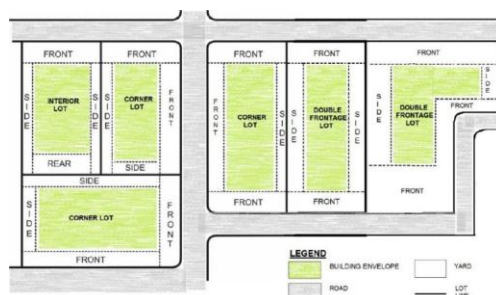 FRONT
FRONT
FRONT
FRONT
FRONT
SIDE
INTERIOR
LOT
SIDE
SIDE
CORNER
LOT
FRONT
REAR
SIDE
CORNER
LOT
SIDE
SIDE
DOUBLE
FRONTAGE
LOT
SIDE
DOUBLE
FRONTAGE
LOT
SIDE
FRONT
FRONT
SIDE
SIDE
CORNER LOT
FRONT
FRONT
FRONT
FRONT
LEGEND
BUILDING ENVELOPE
YARD
ROAD
LOT